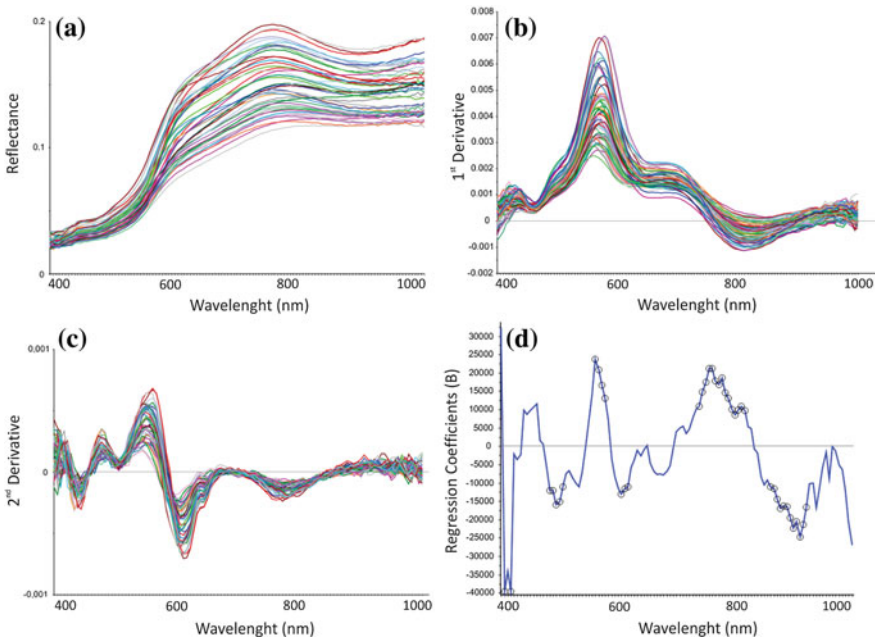 (a)
0.2
0.1
0
Reflectance
400 600 800 1000
Wavelenght (nm)
(b)
0.007
0.006
0.005
0.004
0.003
0.002
0.001
0
-0.001
-0.002
1st Derivative
400 600 800 1000
Wavelenght (nm)
(c)
0.001
0
-0.001
2nd Derivative
400 600 800 1000
Wavelenght (nm)
(d)
30000
25000
20000
15000
10000
5000
0
-5000
-10000
-15000
-20000
-25000
-30000
-35000
-40000
Regression Coefficients (B)
400 600 800 1000
Wavelenght (nm)